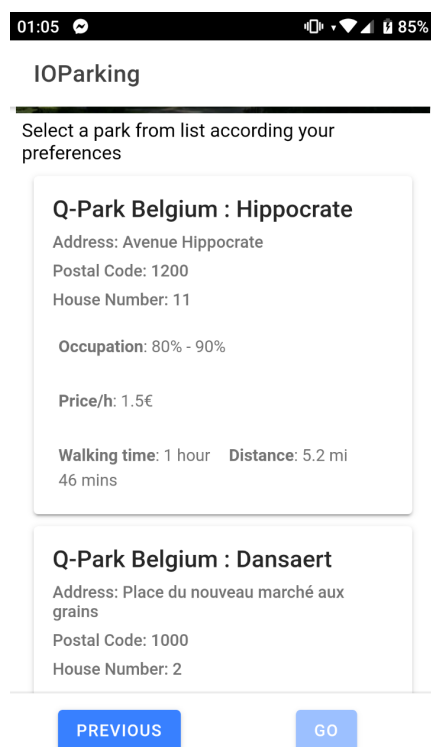 01:05 85%
IOParking
Select a park from list according your
preferences
Q-Park Belgium : Hippocrate
Address: Avenue Hippocrate
Postal Code: 1200
House Number: 11
Occupation: 80% - 90%
Price/h: 1.5€
Walking time: 1 hour Distance: 5.2 mi
46 mins
Q-Park Belgium : Dansaert
Address: Place du nouveau marché aux
grains
Postal Code: 1000
House Number: 2
PREVIOUS GO